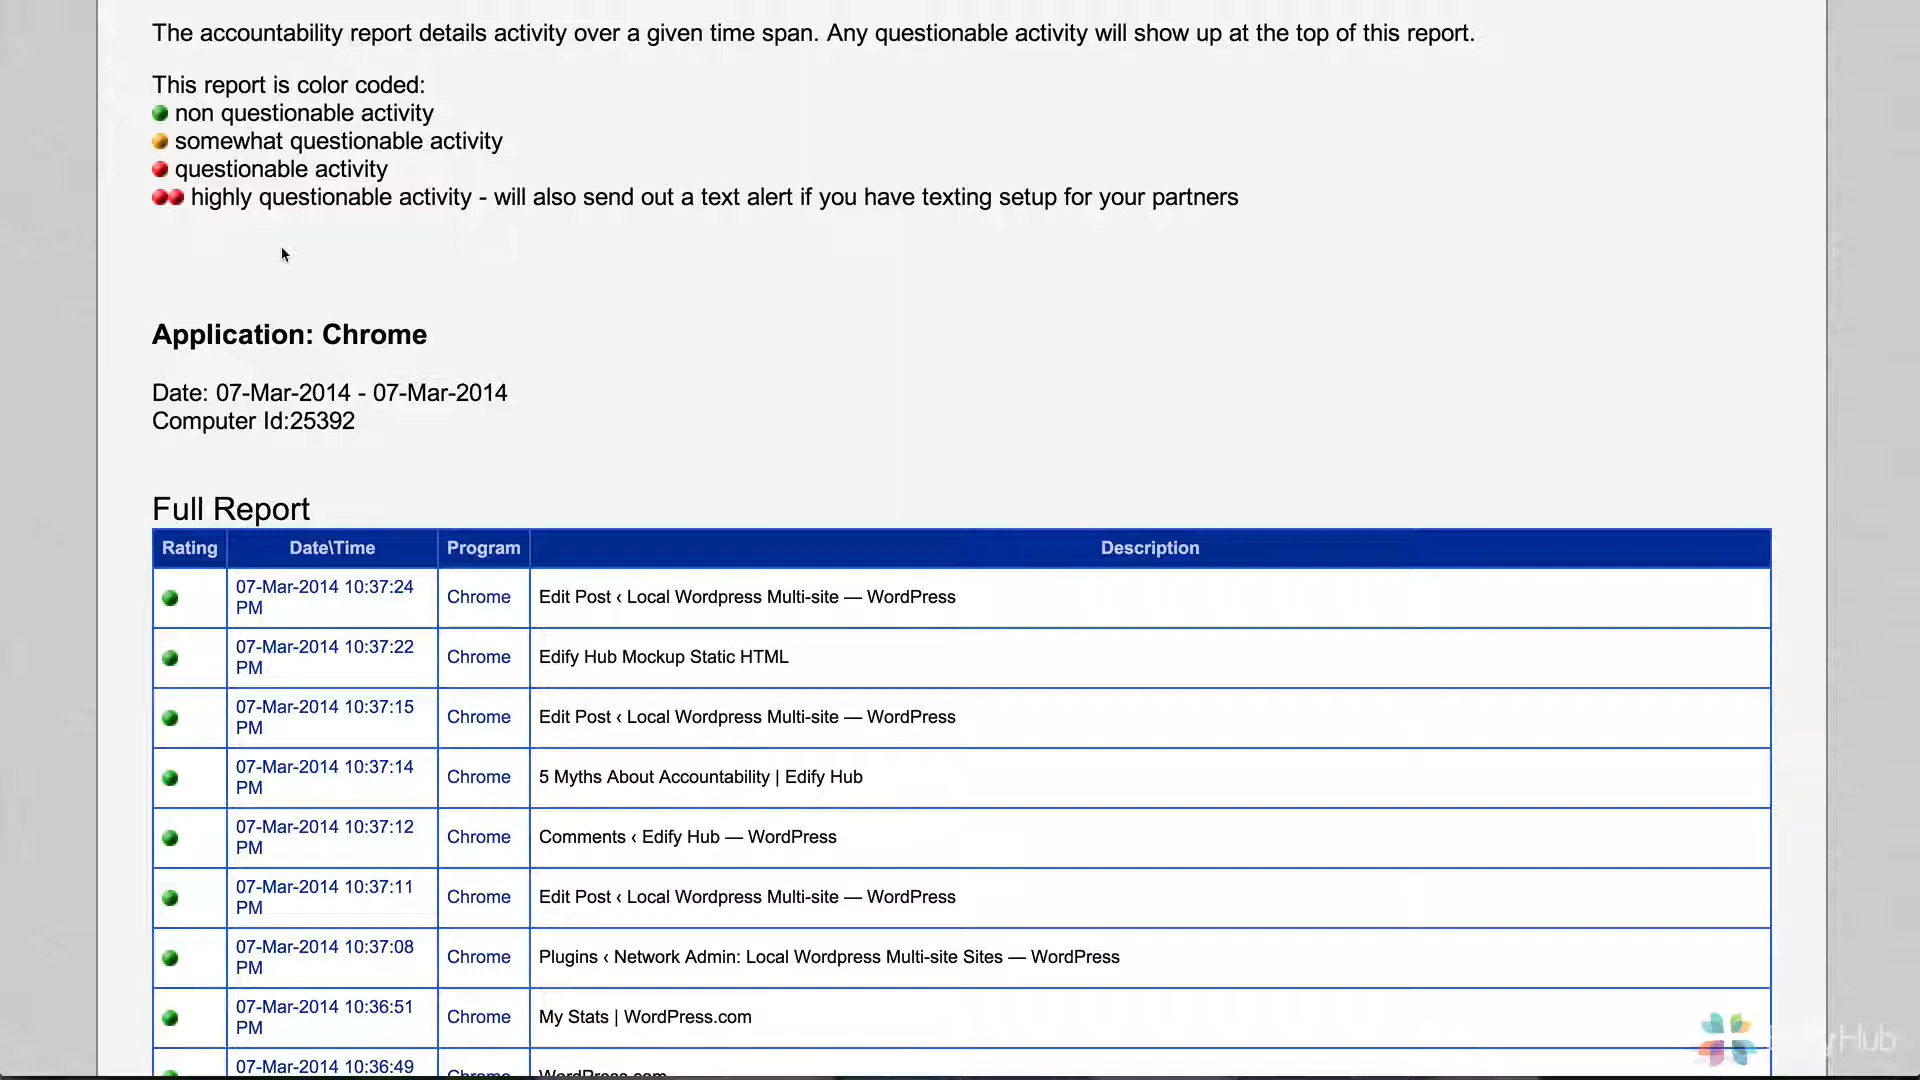 The accountability report details activity over a given time span. Any questionable activity will show up at the top of this report.
This report is color coded:
non questionable activity
somewhat questionable activity
questionable activity
highly questionable activity - will also send out a text alert if you have texting setup for your partners
Application: Chrome
Date: 07-Mar-2014 - 07-Mar-2014
Computer Id:25392
Full Report
Rating Date\Time Program Description
07-Mar-2014 10:37:24 PM Chrome Edit Post ‹ Local Wordpress Multi-site — WordPress
07-Mar-2014 10:37:22 PM Chrome Edify Hub Mockup Static HTML
07-Mar-2014 10:37:15 PM Chrome Edit Post ‹ Local Wordpress Multi-site — WordPress
07-Mar-2014 10:37:14 PM Chrome 5 Myths About Accountability | Edify Hub
07-Mar-2014 10:37:12 PM Chrome Comments ‹ Edify Hub — WordPress
07-Mar-2014 10:37:11 PM Chrome Edit Post ‹ Local Wordpress Multi-site — WordPress
07-Mar-2014 10:37:08 PM Chrome Plugins ‹ Network Admin: Local Wordpress Multi-site Sites — WordPress
07-Mar-2014 10:36:51 PM Chrome My Stats | WordPress.com
07-Mar-2014 10:36:49 Chrome WordPress.com